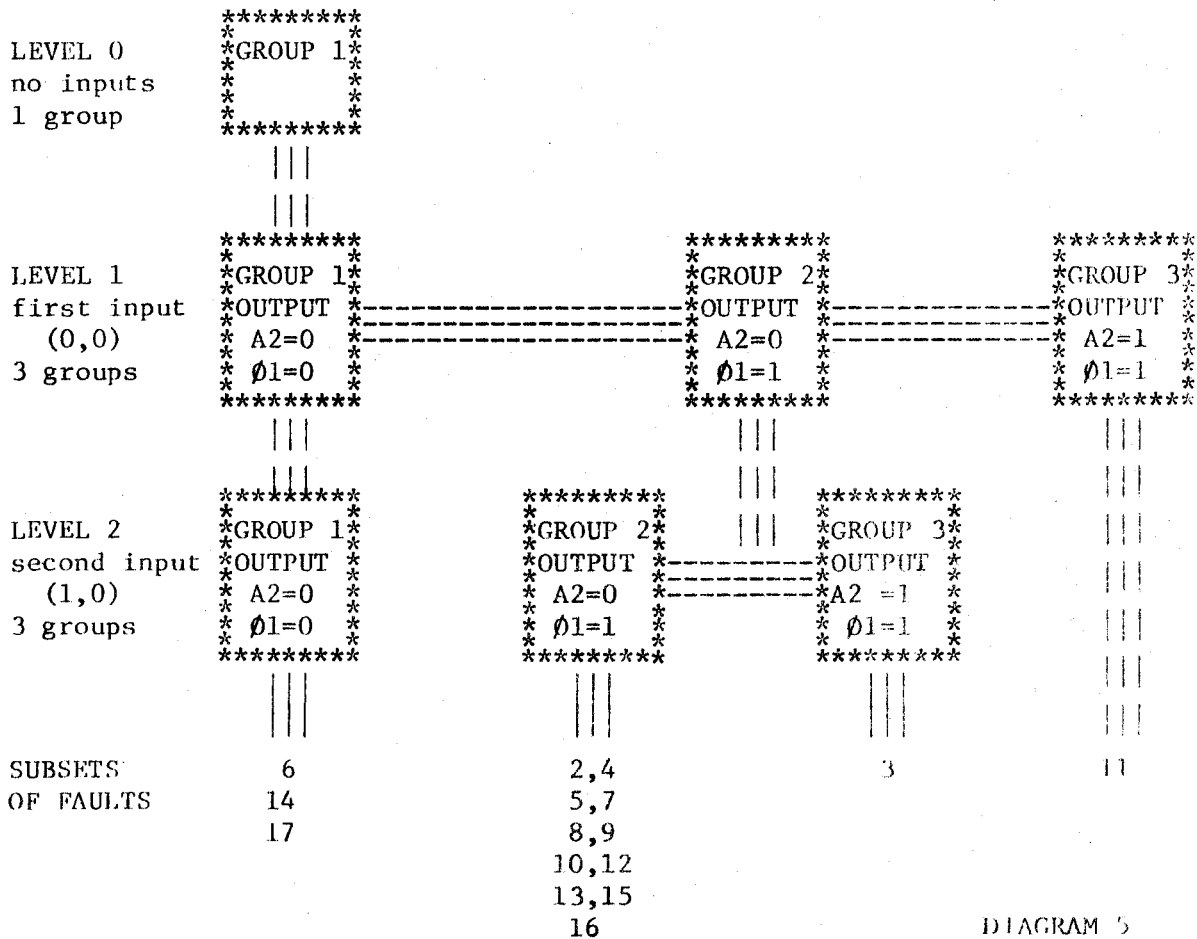 LEVEL 0
no inputs
1 group
GROUP 1
LEVEL 1
first input
(0,0)
3 groups
GROUP 1
OUTPUT
A2=0
Ø1=0
GROUP 2
OUTPUT
A2=0
Ø1=1
GROUP 3
OUTPUT
A2=1
Ø1=1
LEVEL 2
second input
(1,0)
3 groups
GROUP 1
OUTPUT
A2=0
Ø1=0
GROUP 2
OUTPUT
A2=0
Ø1=1
GROUP 3
OUTPUT
A2 =1
Ø1=1
SUBSETS
OF FAULTS
6
14
17
2,4
5,7
8,9
10,12
13,15
16
3
11
DIAGRAM 5